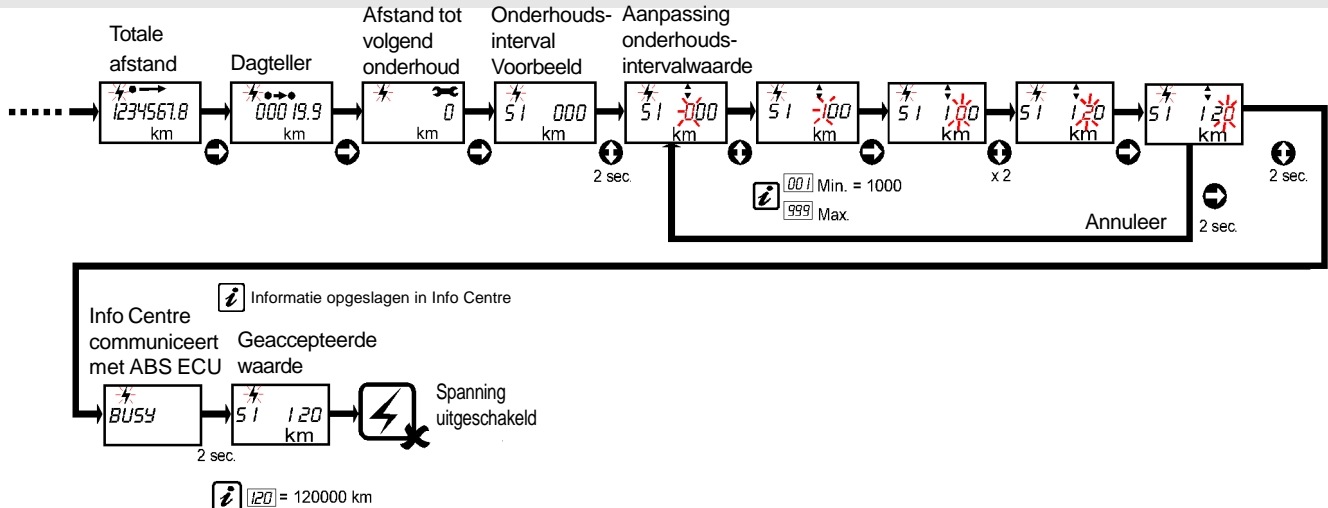 Totale
afstand
Dagteller
Afstand tot
volgend
onderhoud
Onderhouds-
interval
Voorbeeld
Aanpassing
onderhouds-
intervalwaarde
1234567.8
km
00019.9
km
0
km
SI 000
km
2 sec.
SI 000
km
SI 100
km
SI 100
km
x 2
SI 120
km
SI 120
km
2 sec.
2 sec.
i 001 Min. = 1000
999 Max.
Annuleer
i Informatie opgeslagen in Info Centre
Info Centre
communiceert
met ABS ECU
Geaccepteerde
waarde
BUSY
2 sec.
SI 120
km
Spanning
uitgeschakeld
i 120 = 120000 km